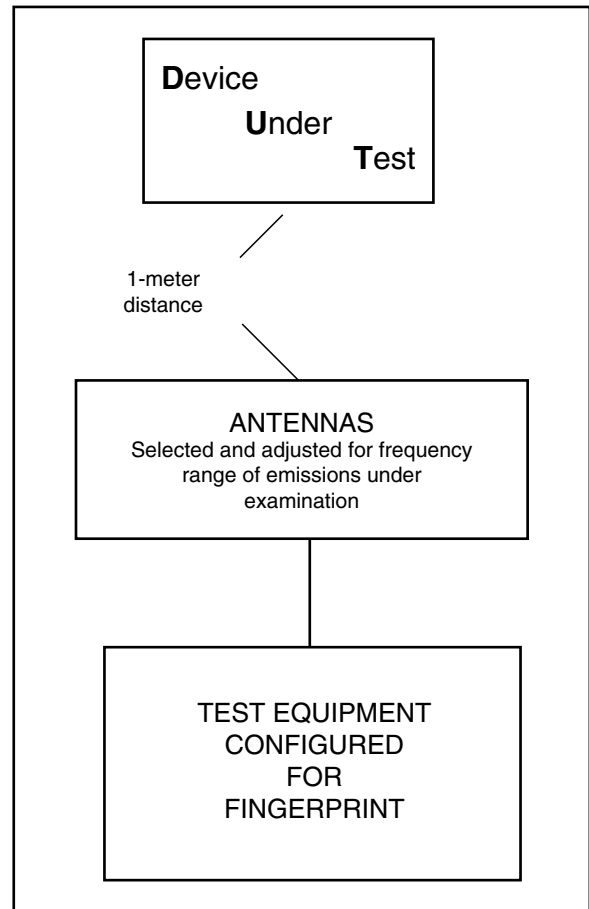 Device
Under
Test
1-meter
distance
ANTENNAS
Selected and adjusted for frequency
range of emissions under
examination
TEST EQUIPMENT
CONFIGURED
FOR
FINGERPRINT